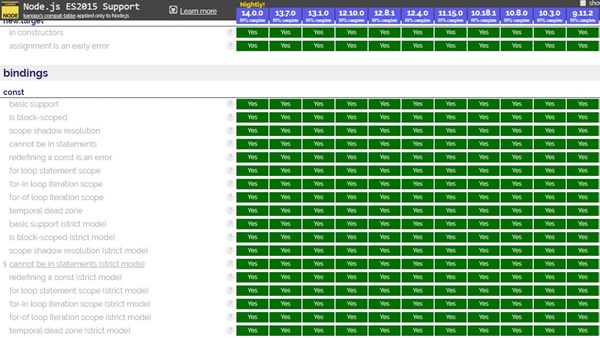 Nightly!
NODE Node.js ES2015 Support Learn more show
kangax's compat-table applied only to Node.js
14.0.0 13.7.0 13.1.0 12.10.0 12.8.1 12.4.0 11.15.0 10.18.1 10.8.0 10.3.0 9.11.2
99% complete 99% complete 99% complete 99% complete 99% complete 99% complete 99% complete 99% complete 99% complete 99% complete 99% complete
new.target
in constructors ? Yes Yes Yes Yes Yes Yes Yes Yes Yes Yes Yes
assignment is an early error ? Yes Yes Yes Yes Yes Yes Yes Yes Yes Yes Yes
bindings
const
basic support ? Yes Yes Yes Yes Yes Yes Yes Yes Yes Yes Yes
is block-scoped ? Yes Yes Yes Yes Yes Yes Yes Yes Yes Yes Yes
scope shadow resolution ? Yes Yes Yes Yes Yes Yes Yes Yes Yes Yes Yes
cannot be in statements ? Yes Yes Yes Yes Yes Yes Yes Yes Yes Yes Yes
redefining a const is an error ? Yes Yes Yes Yes Yes Yes Yes Yes Yes Yes Yes
for loop statement scope ? Yes Yes Yes Yes Yes Yes Yes Yes Yes Yes Yes
for-in loop iteration scope ? Yes Yes Yes Yes Yes Yes Yes Yes Yes Yes Yes
for-of loop iteration scope ? Yes Yes Yes Yes Yes Yes Yes Yes Yes Yes Yes
temporal dead zone ? Yes Yes Yes Yes Yes Yes Yes Yes Yes Yes Yes
basic support (strict mode) ? Yes Yes Yes Yes Yes Yes Yes Yes Yes Yes Yes
is block-scoped (strict mode) ? Yes Yes Yes Yes Yes Yes Yes Yes Yes Yes Yes
scope shadow resolution (strict mode) ? Yes Yes Yes Yes Yes Yes Yes Yes Yes Yes Yes
§ cannot be in statements (strict mode) ? Yes Yes Yes Yes Yes Yes Yes Yes Yes Yes Yes
redefining a const (strict mode) ? Yes Yes Yes Yes Yes Yes Yes Yes Yes Yes Yes
for loop statement scope (strict mode) ? Yes Yes Yes Yes Yes Yes Yes Yes Yes Yes Yes
for-in loop iteration scope (strict mode) ? Yes Yes Yes Yes Yes Yes Yes Yes Yes Yes Yes
for-of loop iteration scope (strict mode) ? Yes Yes Yes Yes Yes Yes Yes Yes Yes Yes Yes
temporal dead zone (strict mode) ? Yes Yes Yes Yes Yes Yes Yes Yes Yes Yes Yes